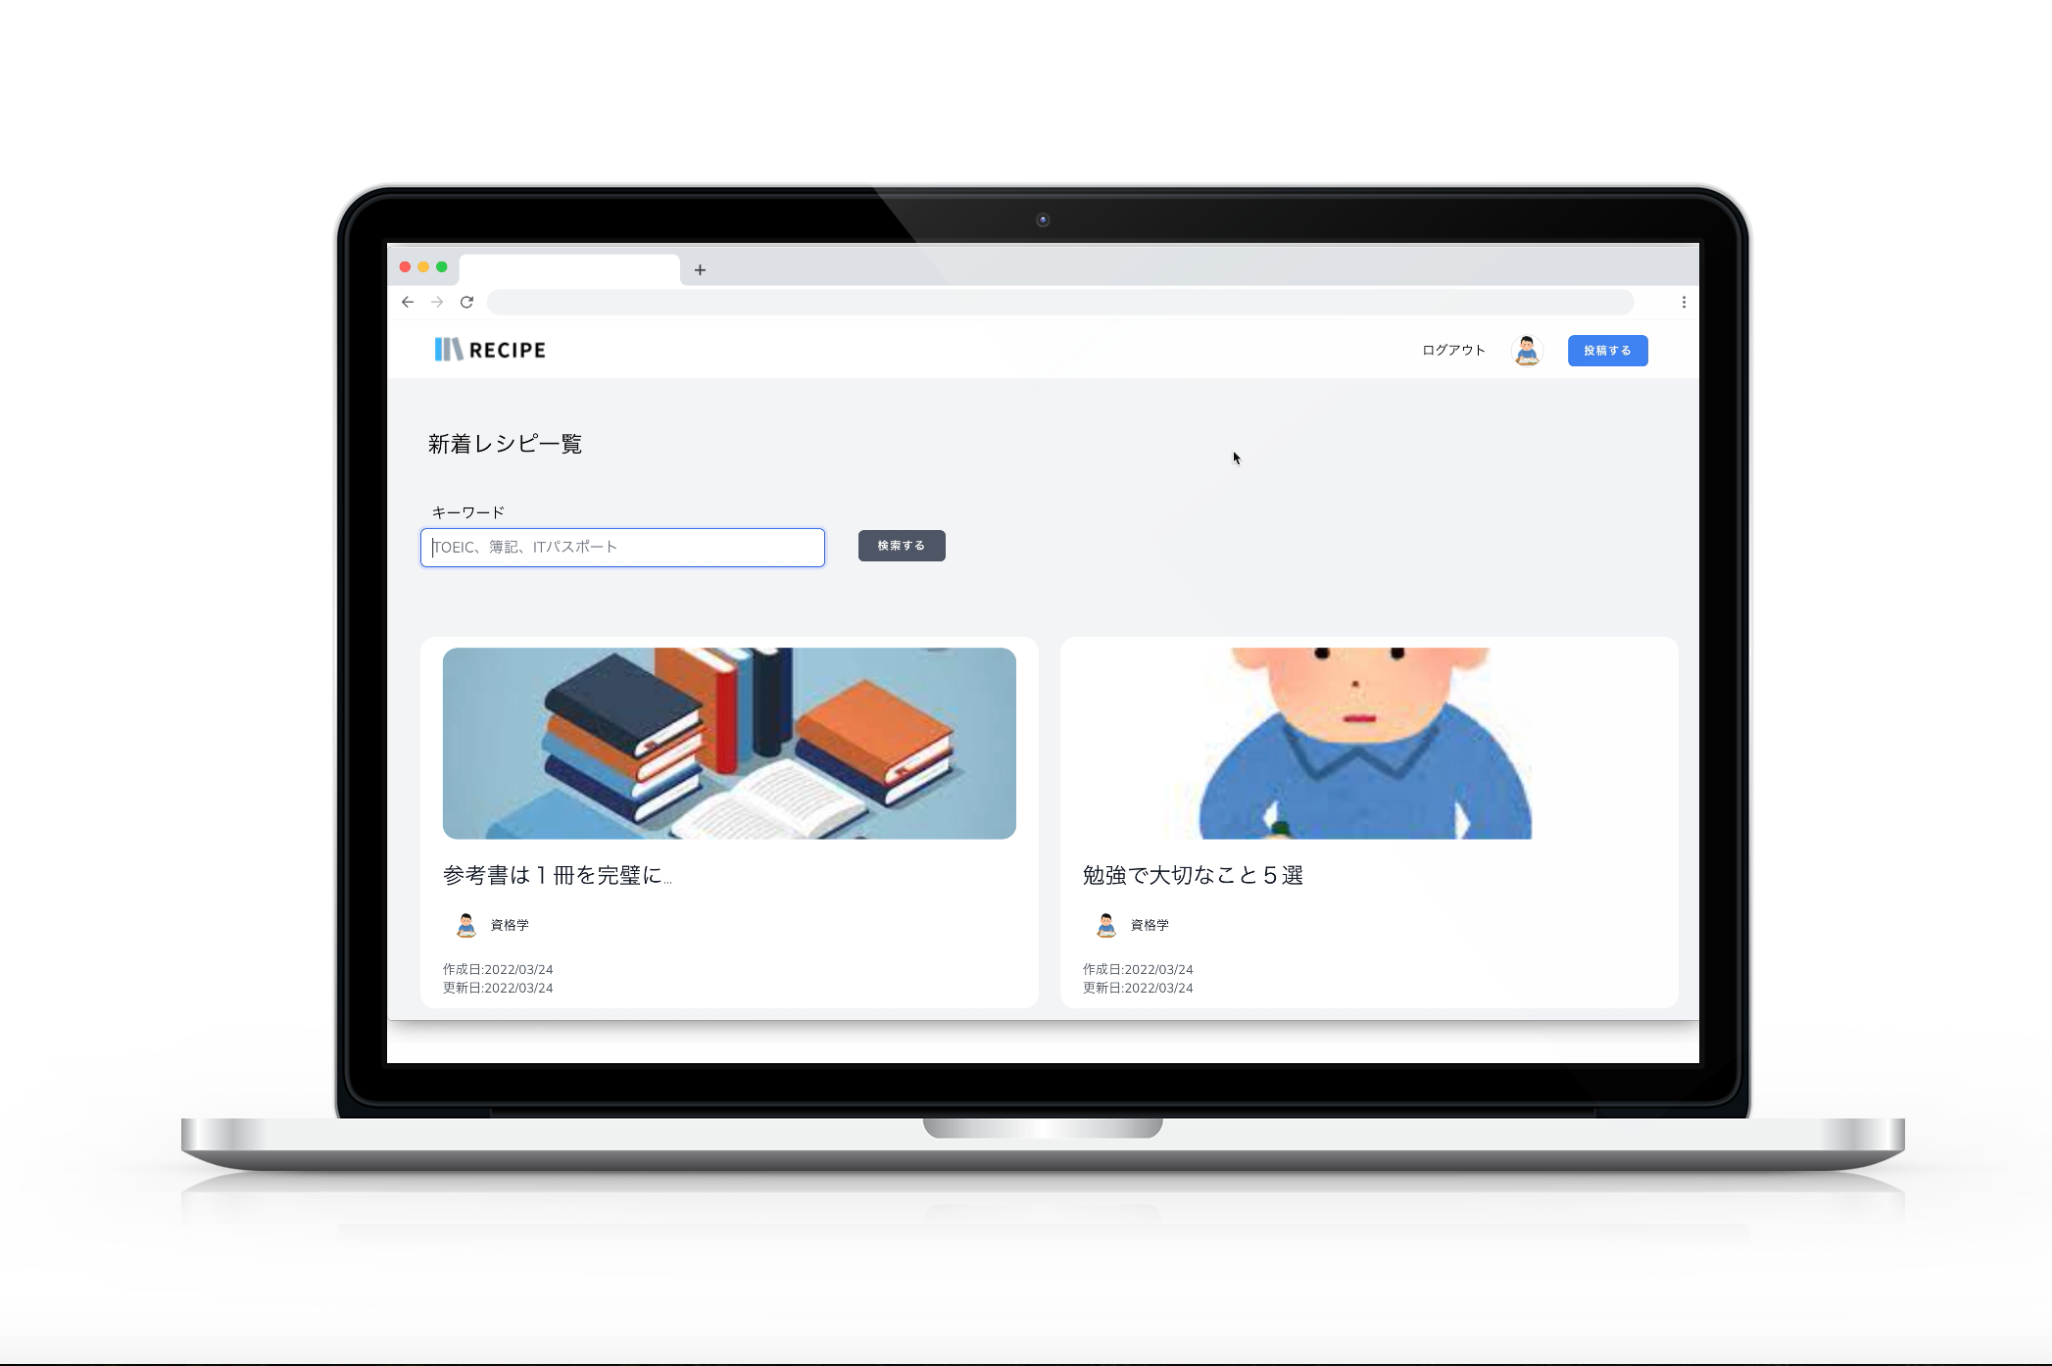 RECIPE
ログアウト
投稿する
新着レシピ一覧
キーワード
TOEIC、簿記、ITパスポート
検索する
参考書は１冊を完璧に...
資格学
作成日:2022/03/24
更新日:2022/03/24
勉強で大切なこと５選
資格学
作成日:2022/03/24
更新日:2022/03/24